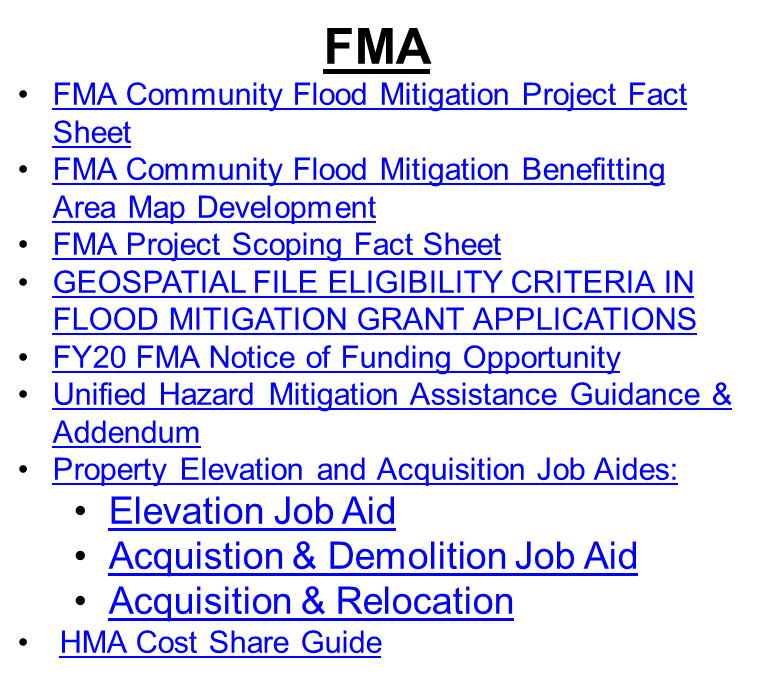 FMA
• FMA Community Flood Mitigation Project Fact
Sheet
• FMA Community Flood Mitigation Benefitting
Area Map Development
• FMA Project Scoping Fact Sheet
• GEOSPATIAL FILE ELIGIBILITY CRITERIA IN
FLOOD MITIGATION GRANT APPLICATIONS
• FY20 FMA Notice of Funding Opportunity
• Unified Hazard Mitigation Assistance Guidance &
Addendum
• Property Elevation and Acquisition Job Aides:
• Elevation Job Aid
• Acquistion & Demolition Job Aid
• Acquisition & Relocation
• HMA Cost Share Guide